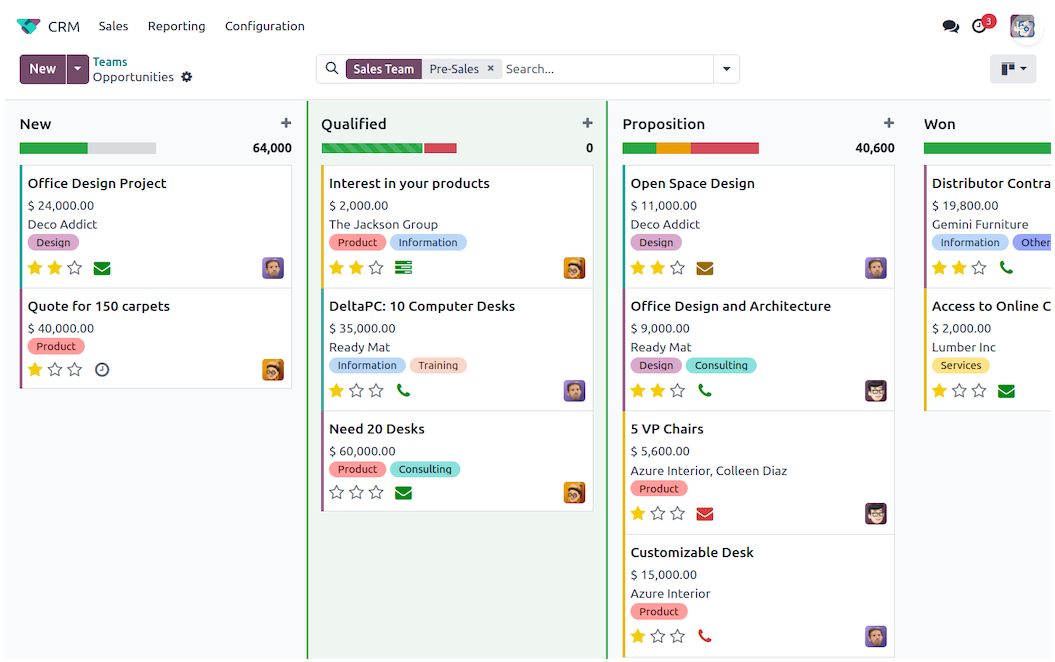 CRM Sales Reporting Configuration
3
New
Teams
Opportunities
Sales Team Pre-Sales × Search...
New
64,000
Office Design Project
$ 24,000.00
Deco Addict
Design
Quote for 150 carpets
$ 40,000.00
Product
Qualified
0
Interest in your products
$ 2,000.00
The Jackson Group
Product Information
DeltaPC: 10 Computer Desks
$ 35,000.00
Ready Mat
Information Training
Need 20 Desks
$ 60,000.00
Product Consulting
Proposition
40,600
Open Space Design
$ 11,000.00
Deco Addict
Design
Office Design and Architecture
$ 9,000.00
Ready Mat
Design Consulting
5 VP Chairs
$ 5,600.00
Azure Interior, Colleen Diaz
Product
Customizable Desk
$ 15,000.00
Azure Interior
Product
Won
Distributor Contra
$ 19,800.00
Gemini Furniture
Information Other
Access to Online C
$ 2,000.00
Lumber Inc
Services